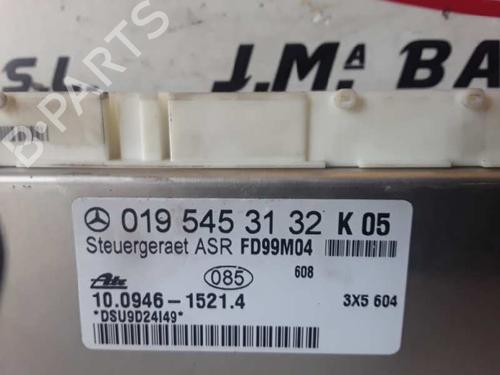 B-PARTS
S.L
J.Mª BA
019 545 31 32 K 05
Steuergeraet ASR FD99M04
085
608
Ate
10.0946-1521.4
3X5 604
*DSU9D24I49*